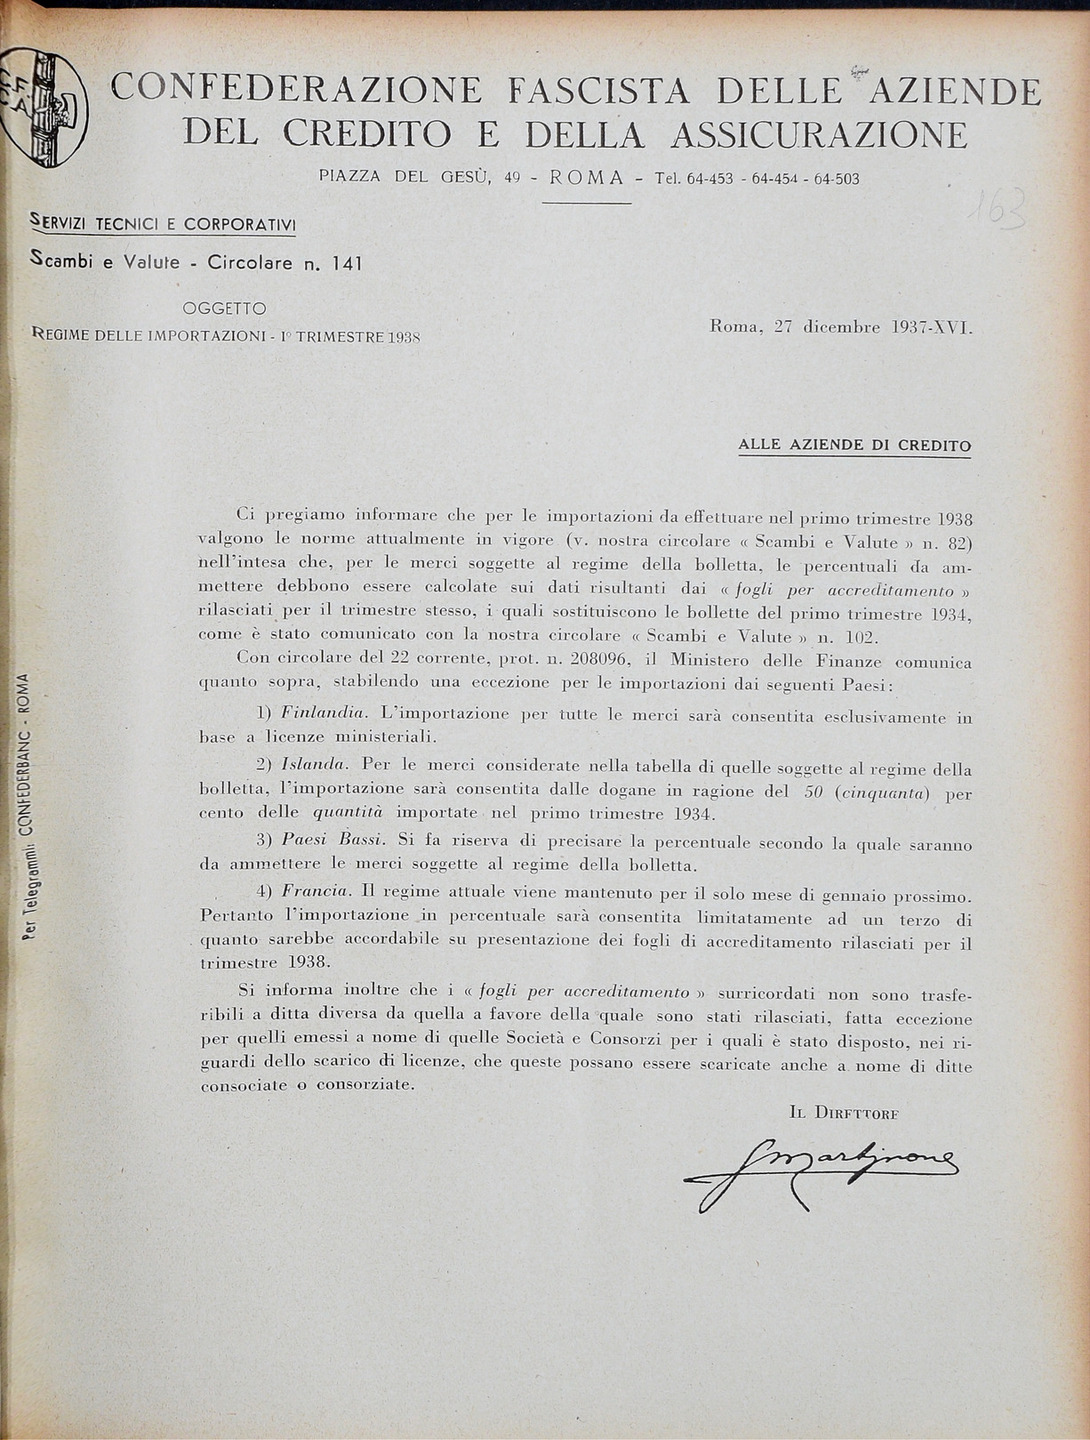 CONFEDERAZIONE FASCISTA DELLE AZIENDE
DEL CREDITO E DELLA ASSICURAZIONE
PIAZZA DEL GESÙ, 49 - ROMA - Tel. 64-453 - 64-454 - 64-503
163
SERVIZI TECNICI E CORPORATIVI
Scambi e Valute - Circolare n. 141
OGGETTO
REGIME DELLE IMPORTAZIONI - I° TRIMESTRE 1938
Roma, 27 dicembre 1937-XVI.
ALLE AZIENDE DI CREDITO
Ci pregiamo informare che per le importazioni da effettuare nel primo trimestre 1938
valgono le norme attualmente in vigore (v. nostra circolare « Scambi e Valute » n. 82)
nell'intesa che, per le merci soggette al regime della bolletta, le percentuali da am-
mettere debbono essere calcolate sui dati risultanti dai « fogli per accreditamento »
rilasciati per il trimestre stesso, i quali sostituiscono le bollette del primo trimestre 1934,
come è stato comunicato con la nostra circolare « Scambi e Valute » n. 102.
Con circolare del 22 corrente, prot. n. 208096, il Ministero delle Finanze comunica
quanto sopra, stabilendo una eccezione per le importazioni dai seguenti Paesi:
1) Finlandia. L'importazione per tutte le merci sarà consentita esclusivamente in
base a licenze ministeriali.
2) Islanda. Per le merci considerate nella tabella di quelle soggette al regime della
bolletta, l'importazione sarà consentita dalle dogane in ragione del 50 (cinquanta) per
cento delle quantità importate nel primo trimestre 1934.
3) Paesi Bassi. Si fa riserva di precisare la percentuale secondo la quale saranno
da ammettere le merci soggette al regime della bolletta.
4) Francia. Il regime attuale viene mantenuto per il solo mese di gennaio prossimo.
Pertanto l'importazione in percentuale sarà consentita limitatamente ad un terzo di
quanto sarebbe accordabile su presentazione dei fogli di accreditamento rilasciati per il
trimestre 1938.
Si informa inoltre che i « fogli per accreditamento » surricordati non sono trasfe-
ribili a ditta diversa da quella a favore della quale sono stati rilasciati, fatta eccezione
per quelli emessi a nome di quelle Società e Consorzi per i quali è stato disposto, nei ri-
guardi dello scarico di licenze, che queste possano essere scaricate anche a nome di ditte
consociate o consorziate.
IL DIRETTORE
GMartignone
Per Telegrammi: CONFEDERBANC - ROMA